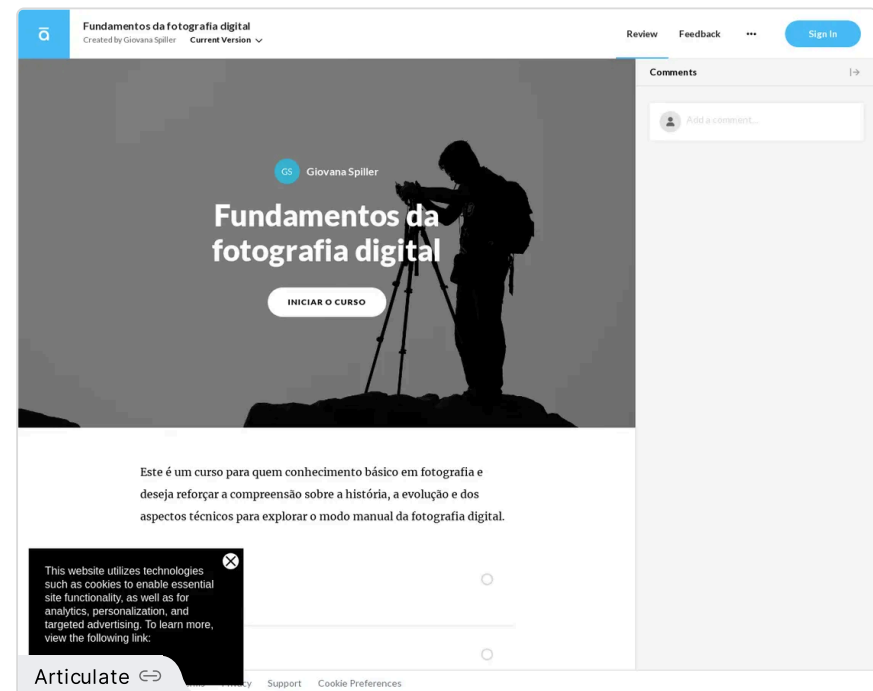 Fundamentos da fotografia digital
Created by Giovana Spiller Current Version
Review Feedback ... Sign In
Comments
Add a comment...
GS Giovana Spiller
Fundamentos da
fotografia digital
INICIAR O CURSO
Este é um curso para quem conhecimento básico em fotografia e
deseja reforçar a compreensão sobre a história, a evolução e dos
aspectos técnicos para explorar o modo manual da fotografia digital.
This website utilizes technologies
such as cookies to enable essential
site functionality, as well as for
analytics, personalization, and
targeted advertising. To learn more,
view the following link:
Articulate
Support Cookie Preferences